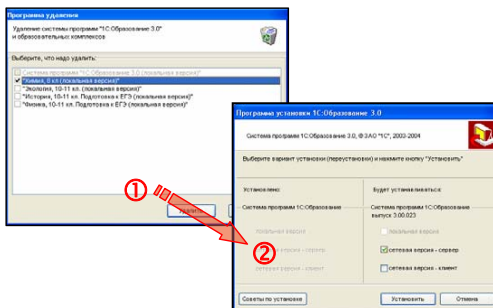 Программа удаления
Удаление системы программ "1С:Образование 3.0"
и образовательных комплексов
Выберите, что надо удалить:
Система программ "1С:Образование 3.0 (локальная версия)"
"Химия, 8 кл (локальная версия)"
"Экология, 10-11 кл. (локальная версия)"
"История, 10-11 кл. Подготовка к ЕГЭ (локальная версия)"
"Физика, 10-11 кл. Подготовка к ЕГЭ (локальная версия)"
1
Удалить
Программа установки 1С:Образование 3.0
Система программ 1С:Образование 3.0, © ЗАО "1С", 2003-2004
Выберите вариант установки (переустановки) и нажмите кнопку "Установить"
Установлено: Будет устанавливаться:
Система программ 1С:Образование Система программ 1С:Образование
выпуск 3.00.023
локальная версия локальная версия
2 версия - сервер сетевая версия - сервер
сетевая версия - клиент сетевая версия - клиент
Советы по установке Установить Отмена